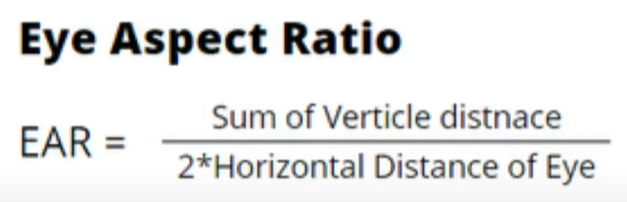 Eye Aspect Ratio
Sum of Verticle distnace
EAR =
2*Horizontal Distance of Eye